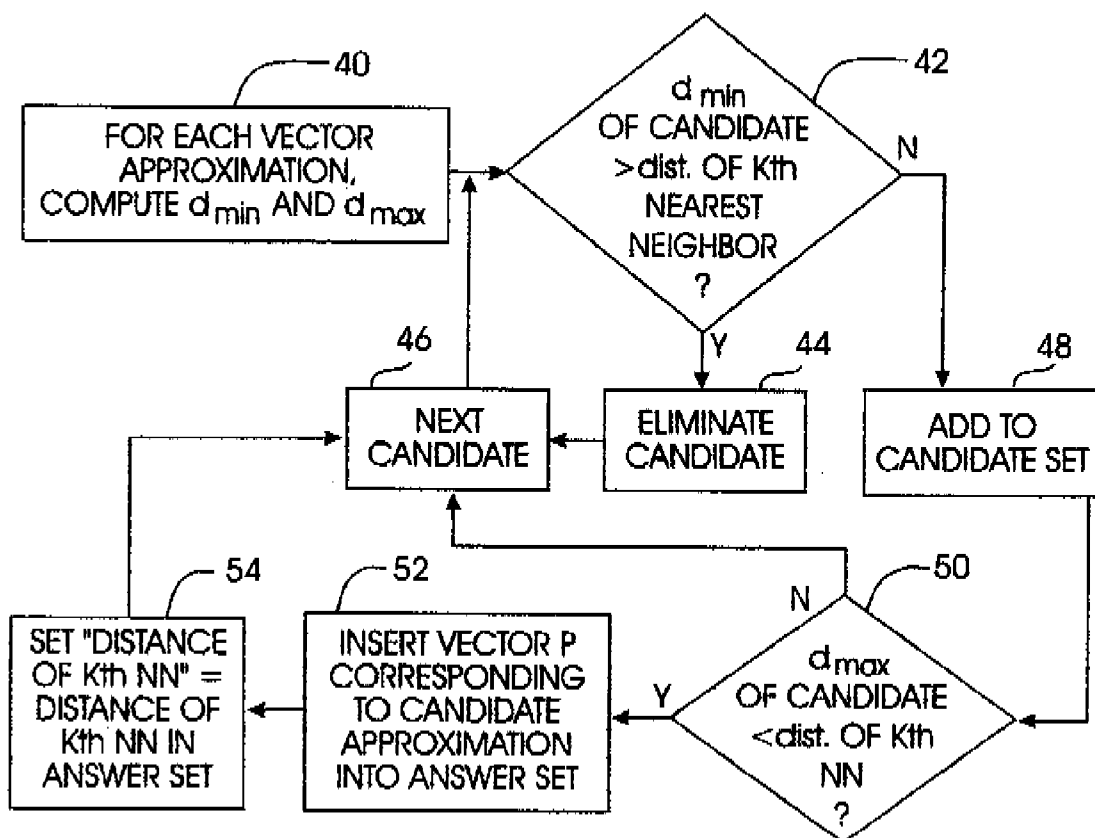 40
FOR EACH VECTOR
APPROXIMATION,
COMPUTE d min AND d max
42
d min
OF CANDIDATE
>dist. OF Kth
NEAREST
NEIGHBOR
?
N
Y
46
NEXT
CANDIDATE
44
ELIMINATE
CANDIDATE
48
ADD TO
CANDIDATE SET
54
SET "DISTANCE
OF Kth NN" =
DISTANCE OF
Kth NN IN
ANSWER SET
52
INSERT VECTOR P
CORRESPONDING
TO CANDIDATE
APPROXIMATION
INTO ANSWER SET
50
N
Y
d max
OF CANDIDATE
<dist. OF Kth
NN
?